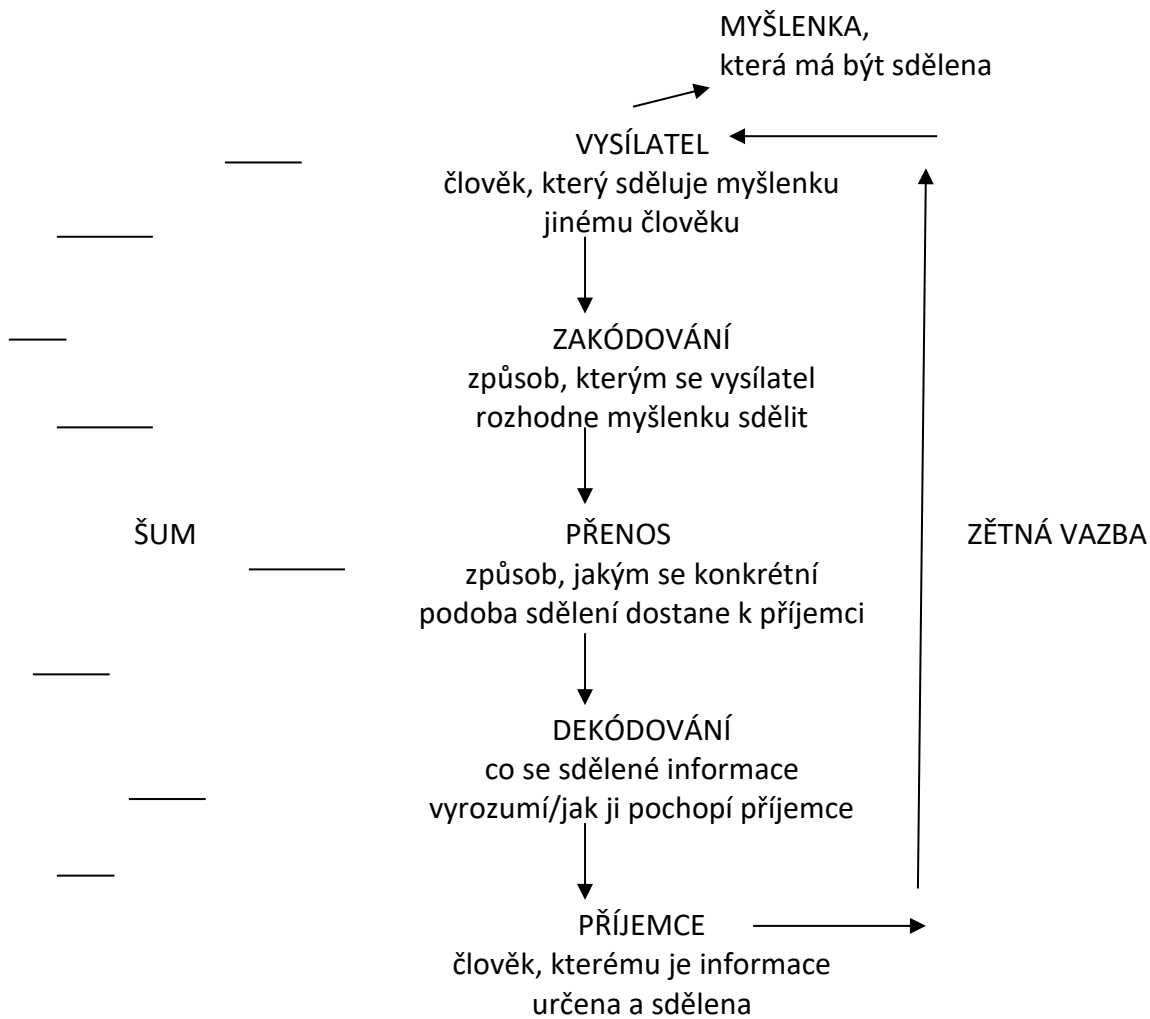 MYŠLENKA,
která má být sdělena
VYSÍLATEL
člověk, který sděluje myšlenku
jinému člověku
ZAKÓDOVÁNÍ
způsob, kterým se vysílatel
rozhodne myšlenku sdělit
ŠUM
PŘENOS
ZĚTNÁ VAZBA
způsob, jakým se konkrétní
podoba sdělení dostane k příjemci
DEKÓDOVÁNÍ
co se sdělené informace
vyrozumí/jak ji pochopí příjemce
PŘÍJEMCE
člověk, kterému je informace
určena a sdělena